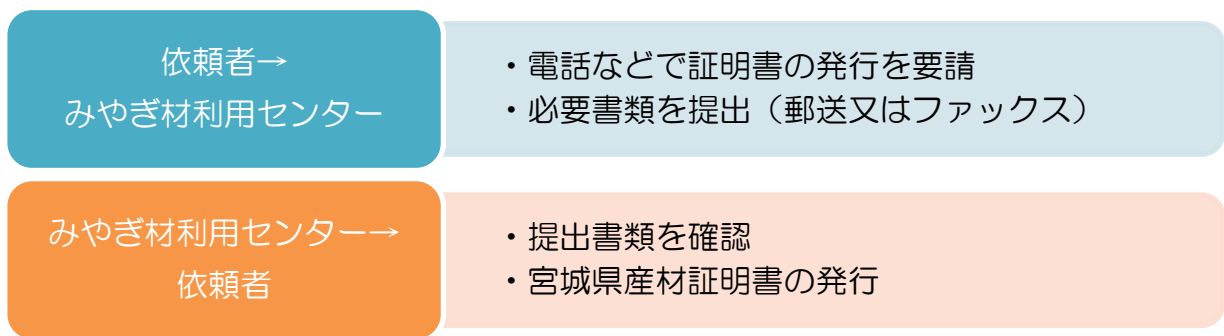 依頼者→
みやぎ材利用センター
・電話などで証明書の発行を要請
・必要書類を提出（郵送又はファックス）
みやぎ材利用センター→
依頼者
・提出書類を確認
・宮城県産材証明書の発行